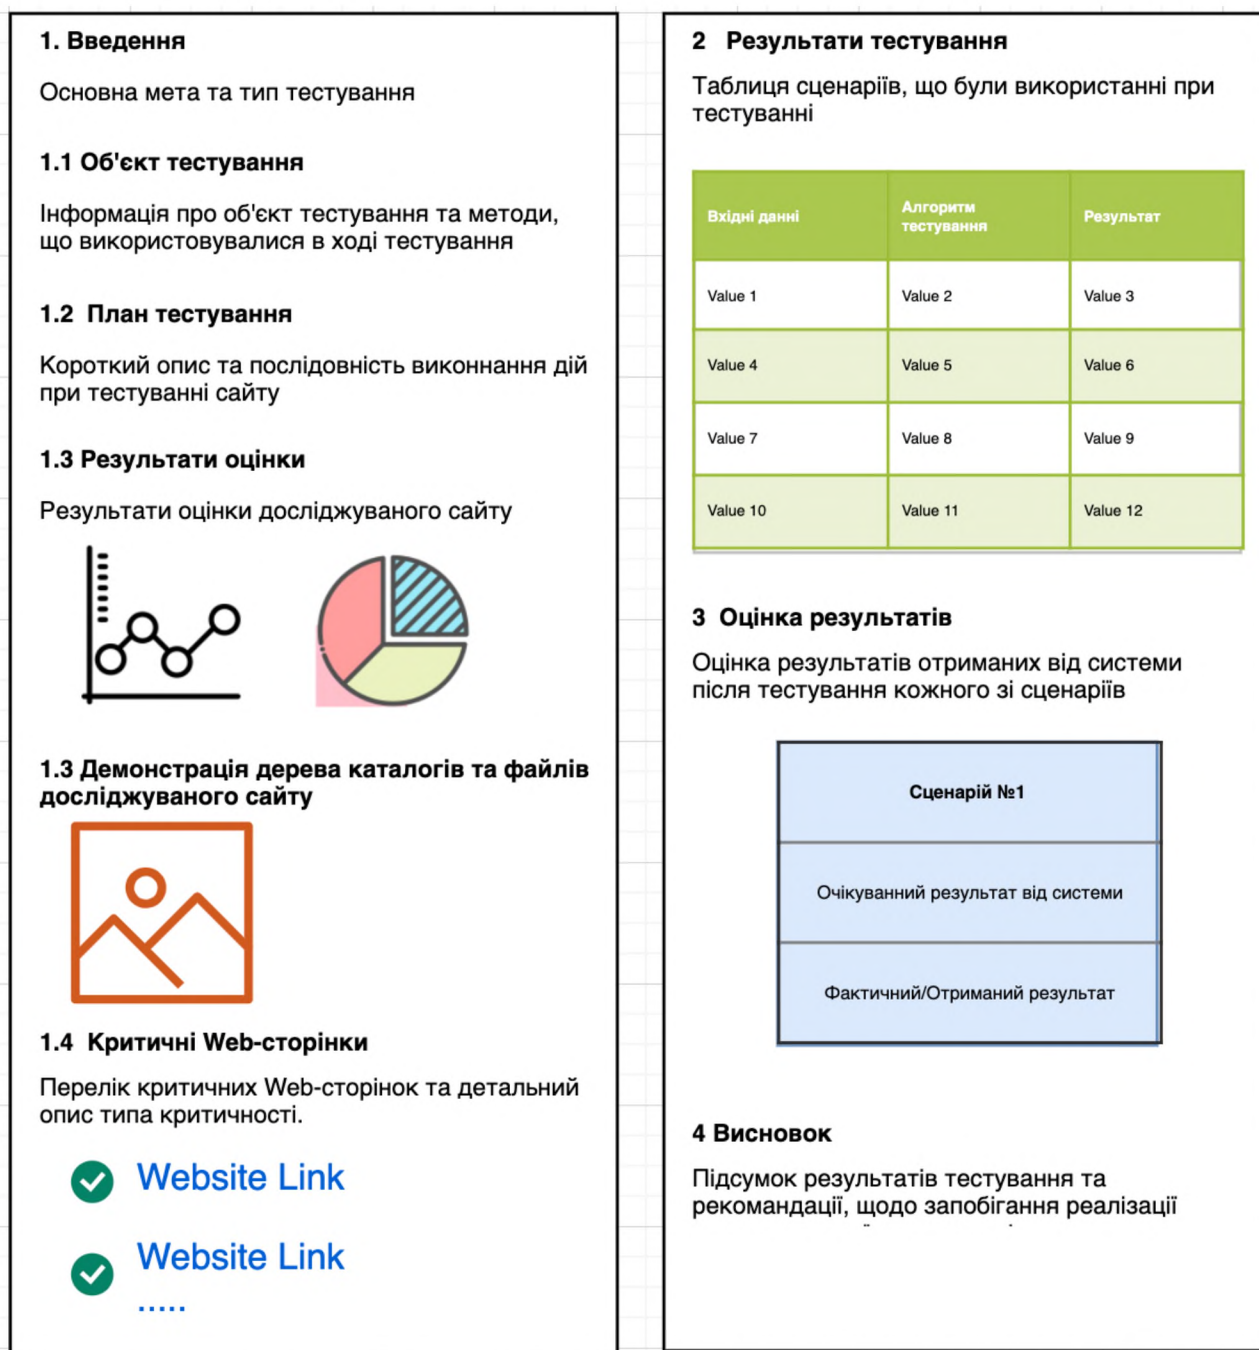 1. Введення
Основна мета та тип тестування
1.1 Об'єкт тестування
Інформація про об'єкт тестування та методи,
що використовувалися в ході тестування
1.2 План тестування
Короткий опис та послідовність виконнання дій
при тестуванні сайту
1.3 Результати оцінки
Результати оцінки досліджуваного сайту
1.3 Демонстрація дерева каталогів та файлів
досліджуваного сайту
1.4 Критичні Web-сторінки
Перелік критичних Web-сторінок та детальний
опис типа критичності.
Website Link
Website Link
.....
2 Результати тестування
Таблиця сценаріїв, що були використанні при
тестуванні
Вхідні данні
Алгоритм
тестування
Результат
Value 1
Value 2
Value 3
Value 4
Value 5
Value 6
Value 7
Value 8
Value 9
Value 10
Value 11
Value 12
3 Оцінка результатів
Оцінка результатів отриманих від системи
після тестування кожного зі сценаріїв
Сценарій №1
Очікуванний результат від системи
Фактичний/Отриманий результат
4 Висновок
Підсумок результатів тестування та
рекомандації, щодо запобігання реалізації